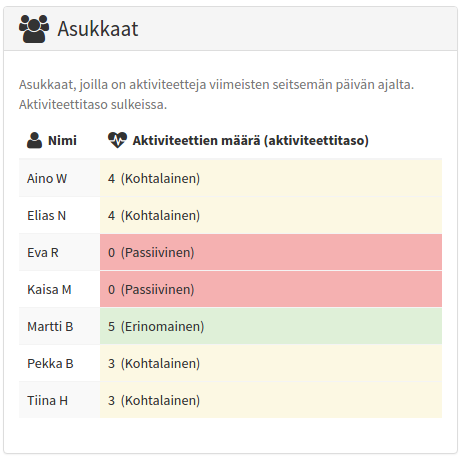 Asukkaat
Asukkaat, joilla on aktiviteetteja viimeisten seitsemän päivän ajalta.
Aktiviteettitaso sulkeissa.
Nimi Aktiviteettien määrä (aktiviteettitaso)
Aino W 4 (Kohtalainen)
Elias N 4 (Kohtalainen)
Eva R 0 (Passiivinen)
Kaisa M 0 (Passiivinen)
Martti B 5 (Erinomainen)
Pekka B 3 (Kohtalainen)
Tiina H 3 (Kohtalainen)